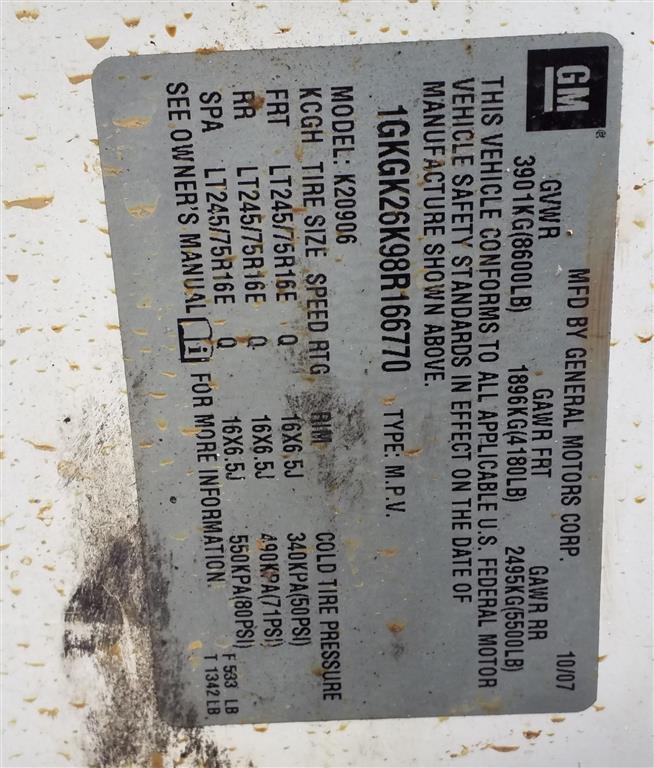 GM®
MFD BY GENERAL MOTORS CORP. 10/07
GVWR GAWR FRT GAWR RR
3901KG(8600LB) 1896KG(4180LB) 2495KG(5500LB)
THIS VEHICLE CONFORMS TO ALL APPLICABLE U.S. FEDERAL MOTOR
VEHICLE SAFETY STANDARDS IN EFFECT ON THE DATE OF
MANUFACTURE SHOWN ABOVE.
1GKGK26K98R166770 TYPE: M.P.V.
MODEL: K20906
KCGH TIRE SIZE SPEED RTG RIM COLD TIRE PRESSURE
FRT LT245/75R16E Q 16X6.5J 340KPA(50PSI)
RR LT245/75R16E Q 16X6.5J 490KPA(71PSI)
SPA LT245/75R16E Q 16X6.5J 550KPA(80PSI) F 533 LB
SEE OWNER'S MANUAL FOR MORE INFORMATION T 1342 LB